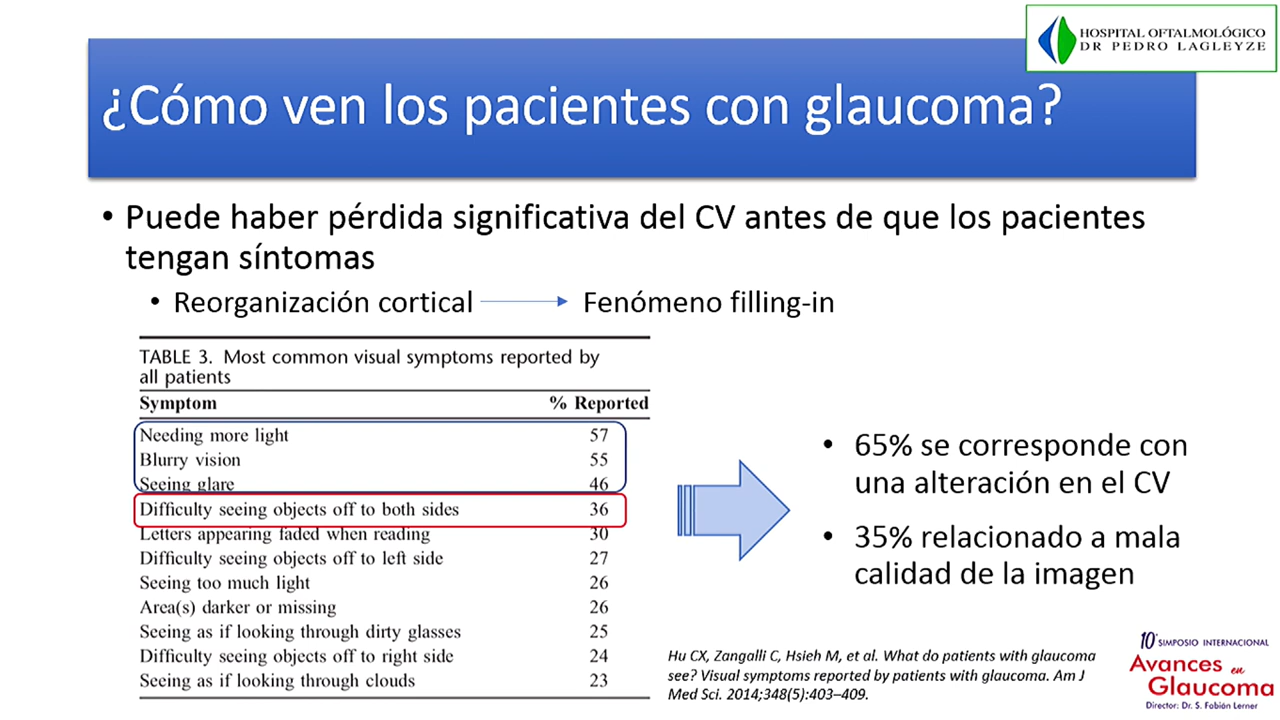 HOSPITAL OFTALMOLÓGICO
DR PEDRO LAGLEYZE
¿Cómo ven los pacientes con glaucoma?
• Puede haber pérdida significativa del CV antes de que los pacientes
tengan síntomas
• Reorganización cortical Fenómeno filling-in
TABLE 3. Most common visual symptoms reported by
all patients
Symptom % Reported
Needing more light 57
Blurry vision 55
Seeing glare 46
Difficulty seeing objects off to both sides 36
Letters appearing faded when reading 30
Difficulty seeing objects off to left side 27
Seeing too much light 26
Area(s) darker or missing 26
Seeing as if looking through dirty glasses 25
Difficulty seeing objects off to right side 24
Seeing as if looking through clouds 23
• 65% se corresponde con
una alteración en el CV
• 35% relacionado a mala
calidad de la imagen
Hu CX, Zangalli C, Hsieh M, et al. What do patients with glaucoma
see? Visual symptoms reported by patients with glaucoma. Am J
Med Sci. 2014;348(5):403–409.
10° SIMPOSIO INTERNACIONAL
Avances en
Glaucoma
Director: Dr. S. Fabián Lerner